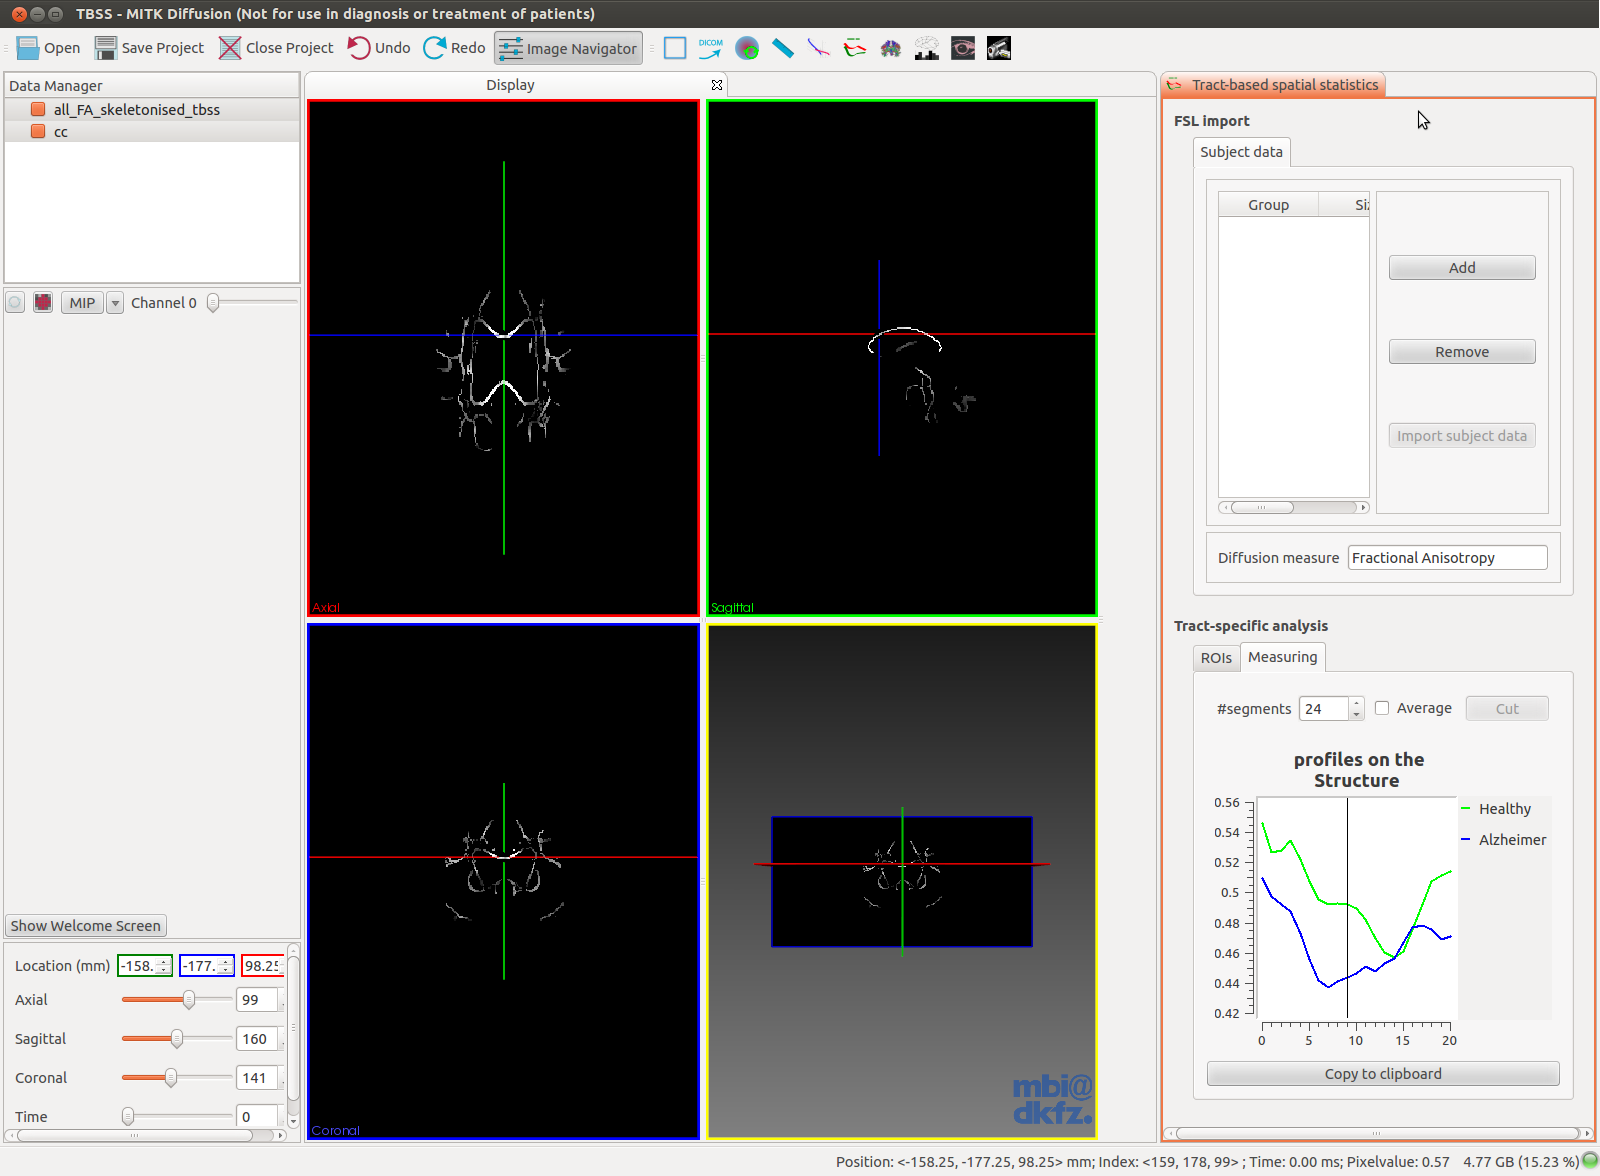 TBSS - MITK Diffusion (Not for use in diagnosis or treatment of patients)
Open Save Project Close Project Undo Redo Image Navigator DICOM
Data Manager
all_FA_skeletonised_tbss
cc
MIP Channel 0
Show Welcome Screen
Location (mm) -158. -177. 98.25
Axial 99
Sagittal 160
Coronal 141
Time 0
Display
Axial
Sagittal
Coronal
mbi@
dkfz.
Tract-based spatial statistics
FSL import
Subject data
Group
Add
Remove
Import subject data
Diffusion measure Fractional Anisotropy
Tract-specific analysis
ROIs Measuring
#segments 24 Average Cut
profiles on the
Structure
0.56
0.54
0.52
0.5
0.48
0.46
0.44
0.42
0 5 10 15 20
Healthy
Alzheimer
Copy to clipboard
Position: <-158.25, -177.25, 98.25> mm; Index: <159, 178, 99> ; Time: 0.00 ms; Pixelvalue: 0.57 4.77 GB (15.23 %)